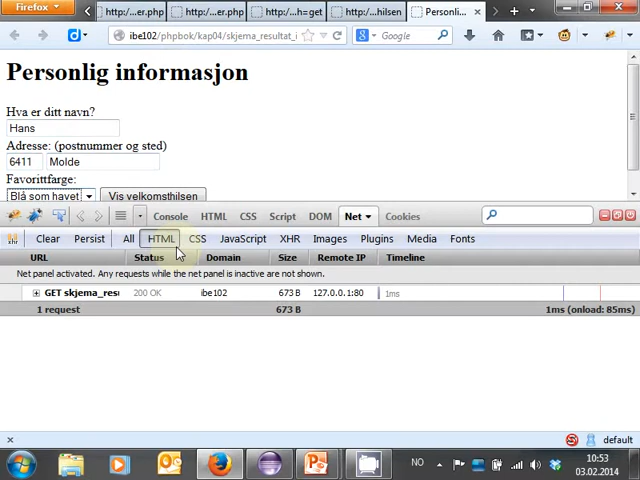 Firefox
http:/...er.php
http:/...er.php
http:/...h=get
http:/...hilsen
Personli...
ibe102/phpbok/kap04/skjema_resultat_i
Google
Personlig informasjon
Hva er ditt navn?
Hans
Adresse: (postnummer og sted)
6411 Molde
Favorittfarge:
Blå som havet Vis velkomsthilsen
Console HTML CSS Script DOM Net Cookies
xhr Clear Persist All HTML CSS JavaScript XHR Images Plugins Media Fonts
URL Status Domain Size Remote IP Timeline
Net panel activated. Any requests while the net panel is inactive are not shown.
GET skjema_resu 200 OK ibe102 673 B 127.0.0.1:80 1ms
1 request 673 B 1ms (onload: 85ms)
default
NO 10:53
03.02.2014